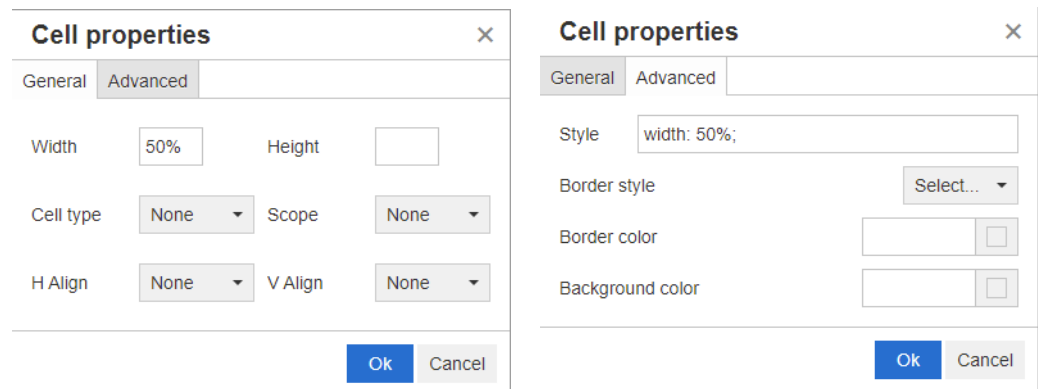 Cell properties ×
General Advanced
Width 50% Height
Cell type None Scope None
H Align None V Align None
Ok Cancel
Cell properties ×
General Advanced
Style width: 50%;
Border style Select...
Border color
Background color
Ok Cancel